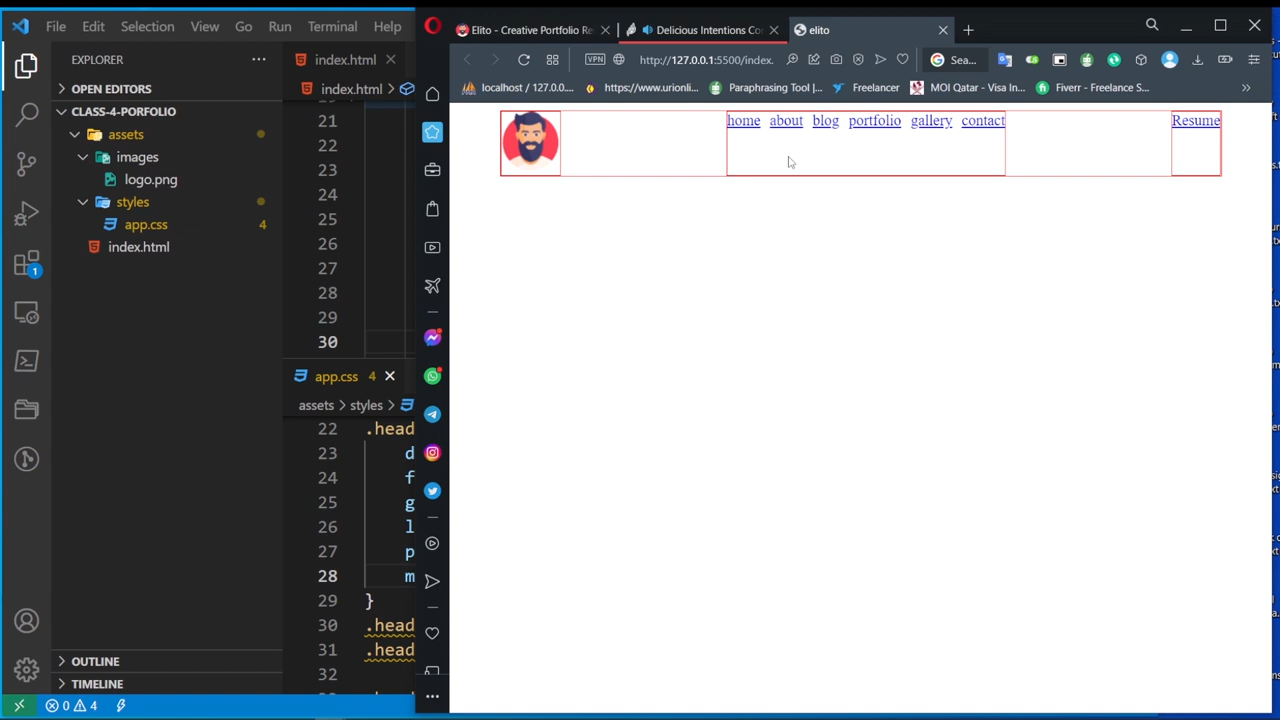 File Edit Selection View Go Run Terminal Help
EXPLORER
OPEN EDITORS
CLASS-4-PORFOLIO
assets
images
logo.png
styles
app.css 4
index.html
OUTLINE
TIMELINE
0 4
1
index.html
index.html
21
22
23
24
25
26
27
28
29
30
app.css 4
assets > styles >
22 .head
23 d
24 f
25 g
26 l
27 p
28 m
29 }
30 .head
31 .head
32
Elito - Creative Portfolio Re
Delicious Intentions Co
elito
VPN
http://127.0.0.1:5500/index.
Sea...
localhost / 127.0....
https://www.urionli...
Paraphrasing Tool |...
Freelancer
MOI Qatar - Visa In...
Fiverr - Freelance S...
home about blog portfolio gallery contact
Resume